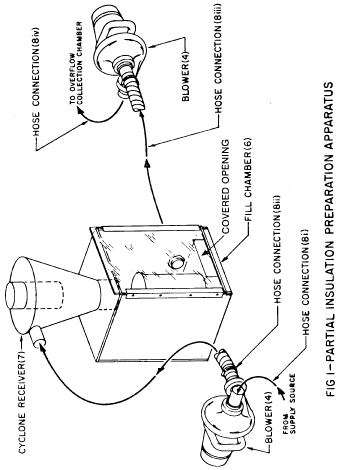 HOSE CONNECTION(8iv)
TO OVERFLOW
COLLECTION CHAMBER
BLOWER(4)
HOSE CONNECTION(8iii)
CYCLONE RECEIVER(7)
COVERED OPENING
FILL CHAMBER(6)
HOSE CONNECTION(8ii)
HOSE CONNECTION(8i)
FROM
SUPPLY SOURCE
BLOWER(4)
FIG 1-PARTIAL INSULATION PREPARATION APPARATUS